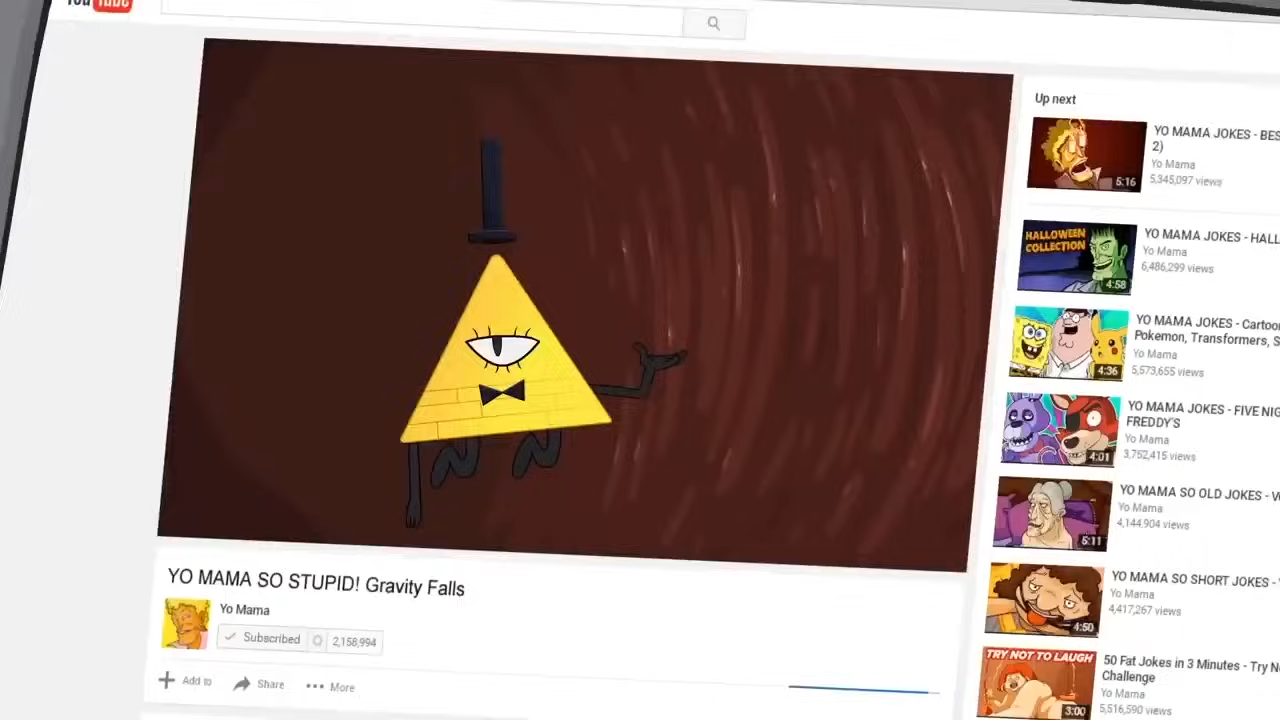 You Tube
Up next
YO MAMA JOKES - BES
2)
Yo Mama
5,345,097 views
5:16
HALLOWEEN
COLLECTION
4:58
YO MAMA JOKES - HALL
Yo Mama
6,486,299 views
4:36
YO MAMA JOKES - Cartoo
Pokemon, Transformers, S
Yo Mama
5,573,655 views
4:01
YO MAMA JOKES - FIVE NIG
FREDDY'S
Yo Mama
3,752,415 views
5:11
YO MAMA SO OLD JOKES -
Yo Mama
4,144,904 views
4:50
YO MAMA SO SHORT JOKES -
Yo Mama
4,417,267 views
TRY NOT TO LAUGH
3:00
50 Fat Jokes in 3 Minutes - Try No
Challenge
Yo Mama
5,516,590 views
YO MAMA SO STUPID! Gravity Falls
Yo Mama
Subscribed 2,158,994
Add to Share More